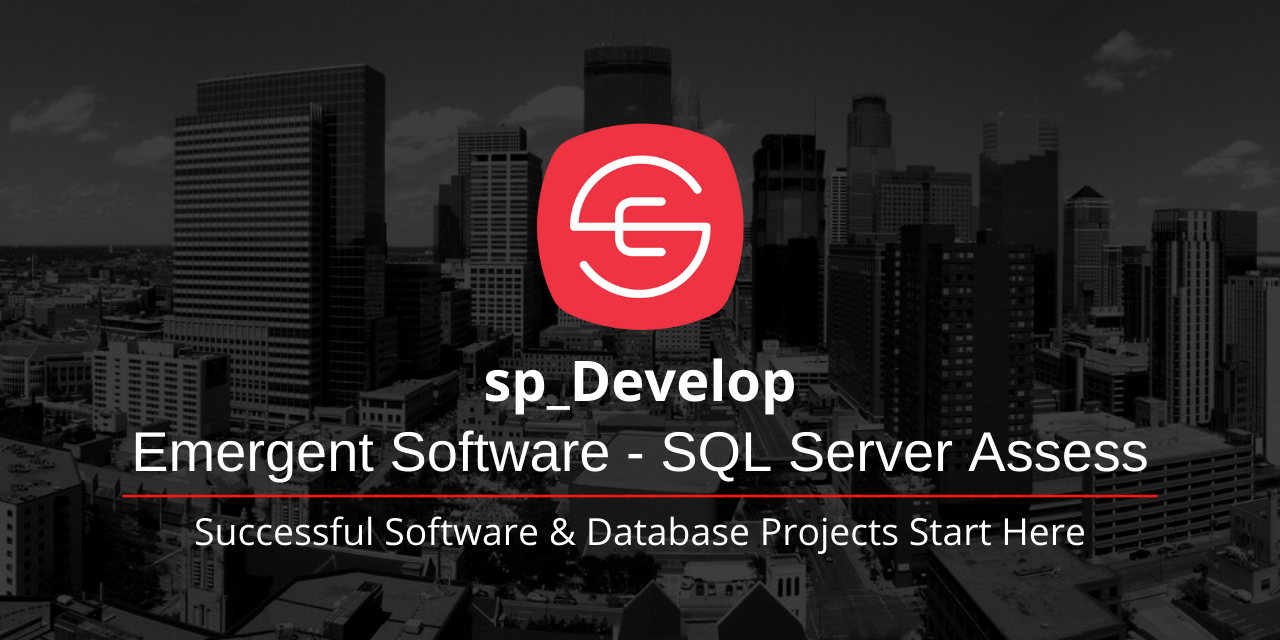 sp_Develop
Emergent Software - SQL Server Assess
Successful Software & Database Projects Start Here